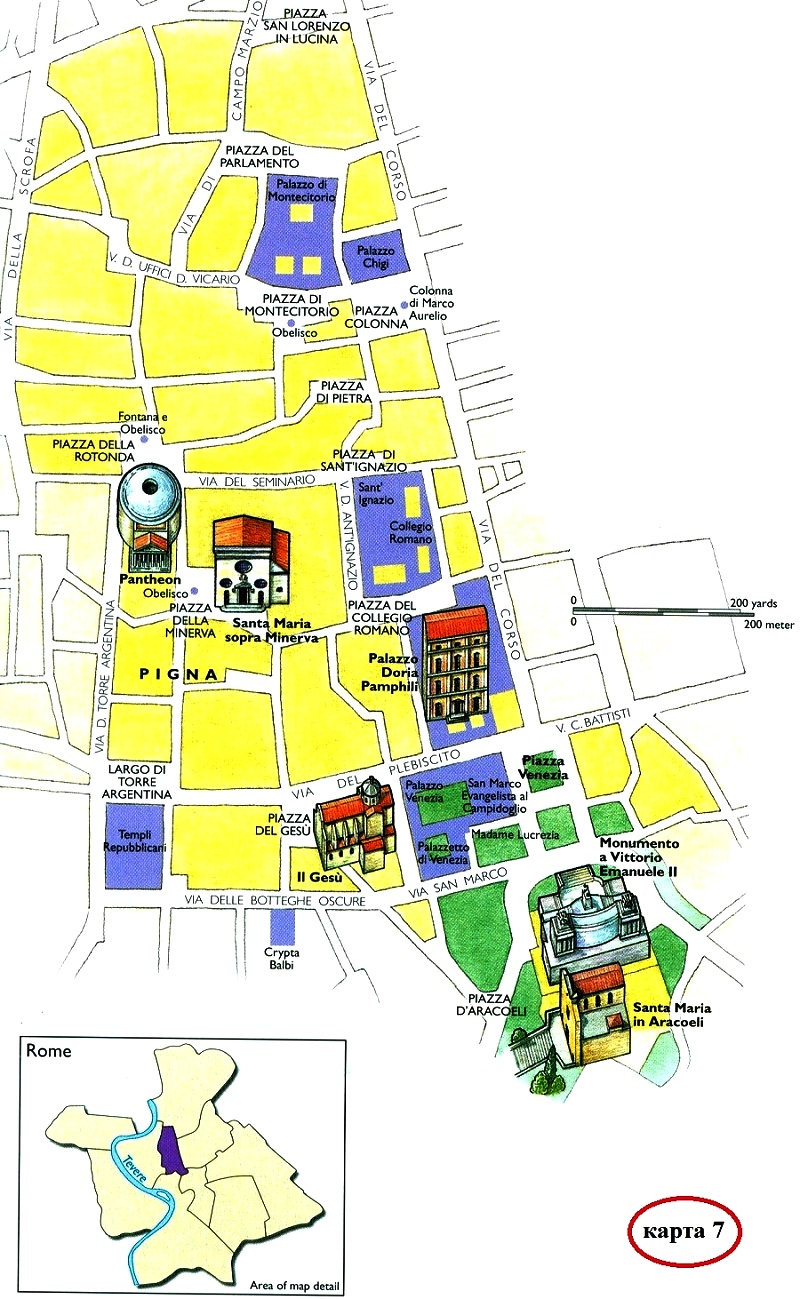 PIAZZA
SAN LORENZO
IN LUCINA
CAMPO MARZIO
VIA DEL CORSO
VIA DELLA SCROFA
PIAZZA DEL
PARLAMENTO
VIA DI
Palazzo di
Montecitorio
Palazzo
Chigi
V. D. UFFICI D. VICARIO
PIAZZA DI
MONTECITORIO
Obelisco
PIAZZA
COLONNA
Colonna
di Marco
Aurelio
PIAZZA
DI PIETRA
Fontana e
Obelisco
PIAZZA DELLA
ROTONDA
PIAZZA DI
SANT'IGNAZIO
VIA DEL SEMINARIO
Sant'
Ignazio
Collegio
Romano
V. D. ANT'IGNAZIO
VIA DEL CORSO
Pantheon
Obelisco
PIAZZA
DELLA
MINERVA
Santa Maria
sopra Minerva
PIAZZA DEL
COLLEGIO
ROMANO
0 200 yards
0 200 meter
VIA D. TORRE ARGENTINA
PIGNA
Palazzo
Doria
Pamphili
V. C. BATTISTI
VIA DEL PLEBISCITO
Piazza
Venezia
LARGO DI
TORRE
ARGENTINA
Palazzo
Venezia
San Marco
Evangelista al
Campidoglio
PIAZZA
DEL GESÙ
Templi
Repubblicani
Madame Lucrezia
Palazzetto
di Venezia
Monumento
a Vittorio
Emanuele II
Il Gesù
VIA SAN MARCO
VIA DELLE BOTTEGHE OSCURE
Crypta
Balbi
PIAZZA
D'ARACOELI
Santa Maria
in Aracoeli
Rome
Tevere
Area of map detail
карта 7